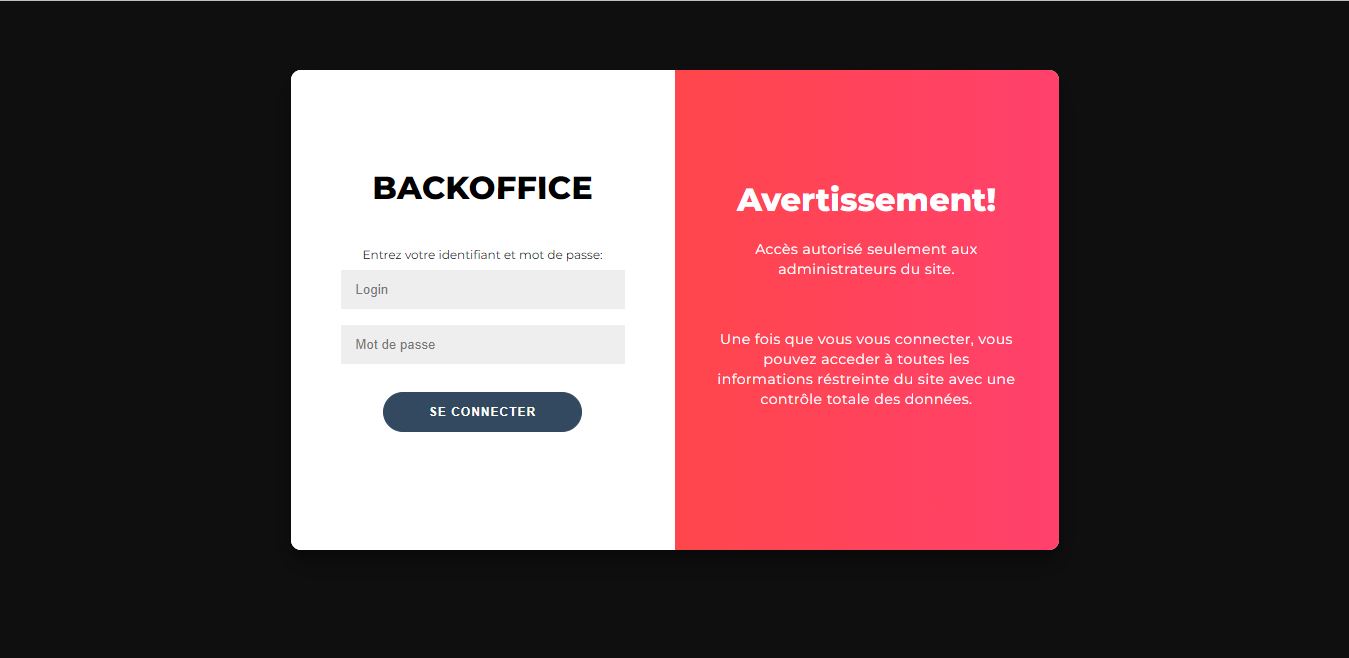 BACKOFFICE
Entrez votre identifiant et mot de passe:
Login
Mot de passe
SE CONNECTER
Avertissement!
Accès autorisé seulement aux
administrateurs du site.
Une fois que vous vous connecter, vous
pouvez acceder à toutes les
informations réstreinte du site avec une
contrôle totale des données.